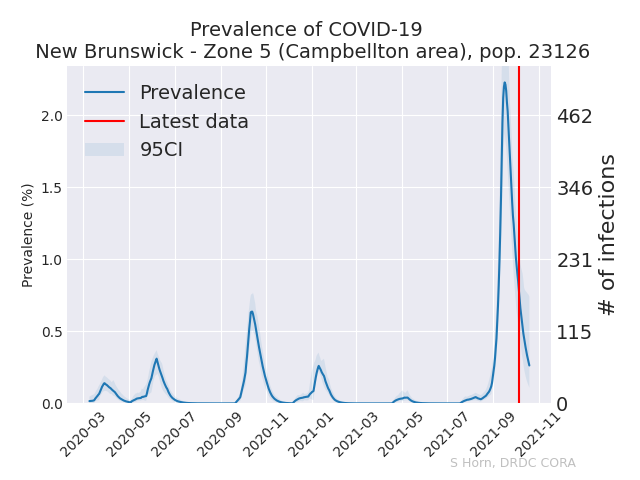 Prevalence of COVID-19
New Brunswick - Zone 5 (Campbellton area), pop. 23126
Prevalence
Latest data
95CI
Prevalence (%)
2.0
1.5
1.0
0.5
0.0
462
346
231
115
0
# of infections
2020-03
2020-05
2020-07
2020-09
2020-11
2021-01
2021-03
2021-05
2021-07
2021-09
2021-11
S Horn, DRDC CORA